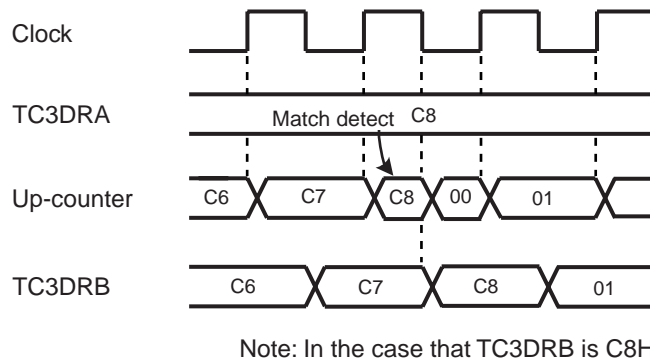 Clock
TC3DRA
C8
Match detect
Up-counter
C6 C7 C8 00 01
TC3DRB
C6 C7 C8 01
Note: In the case that TC3DRB is C8H